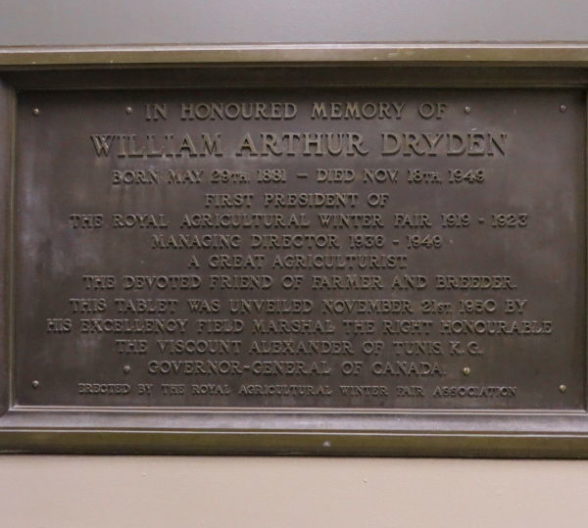 IN HONOURED MEMORY OF
WILLIAM ARTHUR DRYDEN
BORN MAY 29TH, 1881 - DIED NOV. 18TH, 1949
FIRST PRESIDENT OF
THE ROYAL AGRICULTURAL WINTER FAIR 1919 - 1923
MANAGING DIRECTOR 1936 - 1949
A GREAT AGRICULTURIST
THE DEVOTED FRIEND OF FARMER AND BREEDER.
THIS TABLET WAS UNVEILED NOVEMBER 21ST 1950 BY
HIS EXCELLENCY FIELD MARSHAL THE RIGHT HONOURABLE
THE VISCOUNT ALEXANDER OF TUNIS, K.G.
GOVERNOR-GENERAL OF CANADA.
ERECTED BY THE ROYAL AGRICULTURAL WINTER FAIR ASSOCIATION